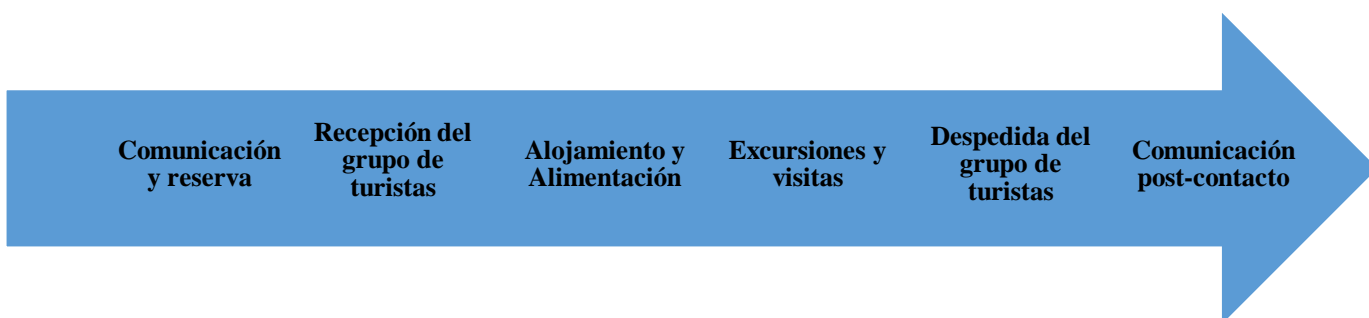 Comunicación
y reserva
Recepción del
grupo de
turistas
Alojamiento y
Alimentación
Excursiones y
visitas
Despedida del
grupo de
turistas
Comunicación
post-contacto